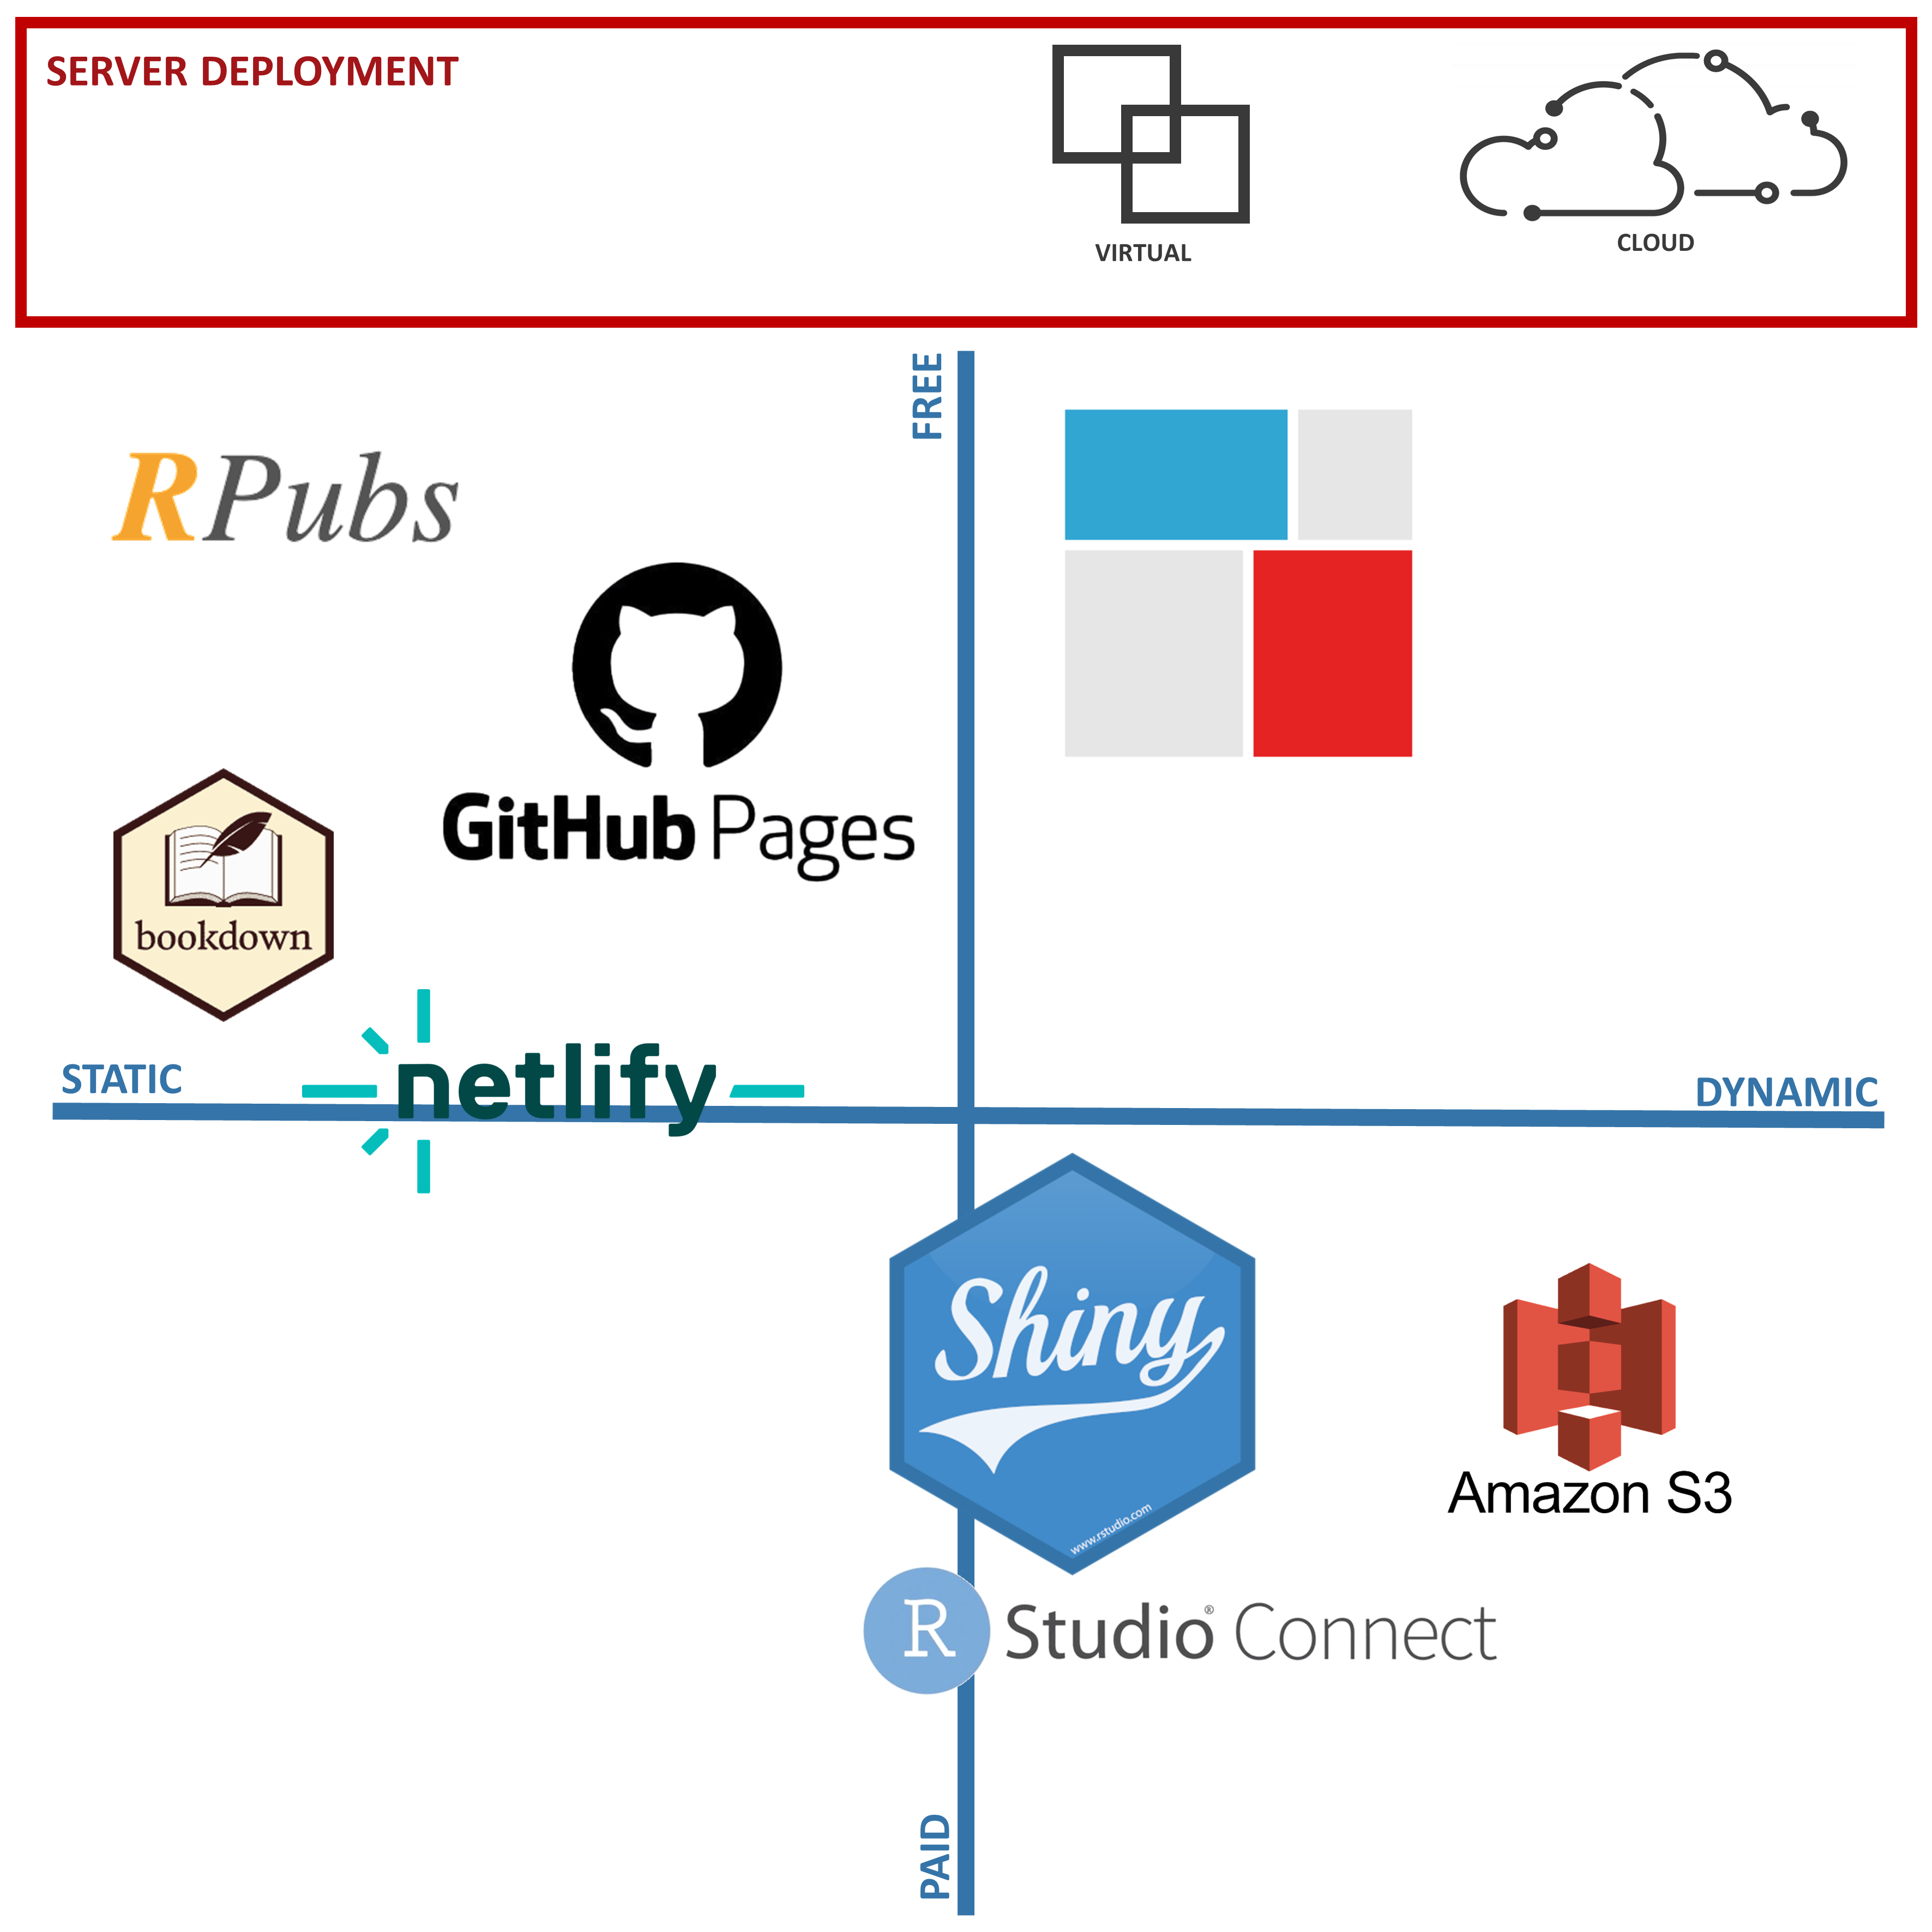 SERVER DEPLOYMENT
VIRTUAL
CLOUD
FREE
RPubs
GitHub Pages
bookdown
STATIC
netlify
DYNAMIC
Shiny
www.rstudio.com
Amazon S3
R Studio® Connect
PAID